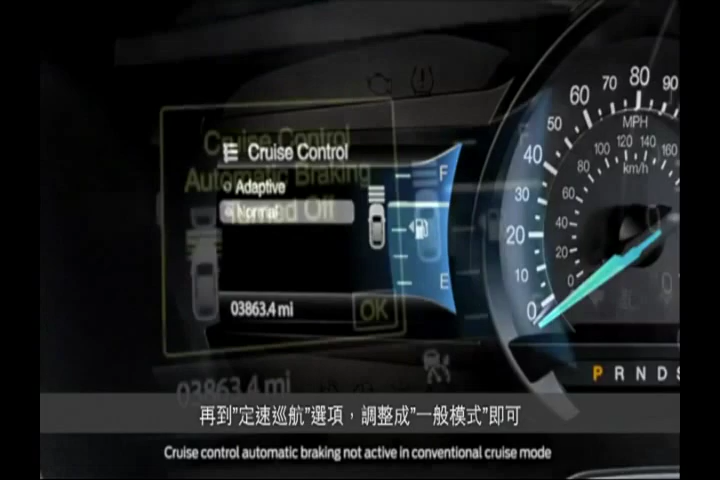 Cruise Control
Automatic Braking
Turned Off
Cruise Control
Adaptive
Normal
03863.4 mi
OK
03863.4 mi
F
E
0
10
20
30
40
50
60
70
80
90
MPH
0
20
40
60
80
100
120
140
160
km/h
P R N D S
再到"定速巡航"選項，調整成"一般模式"即可
Cruise control automatic braking not active in conventional cruise mode